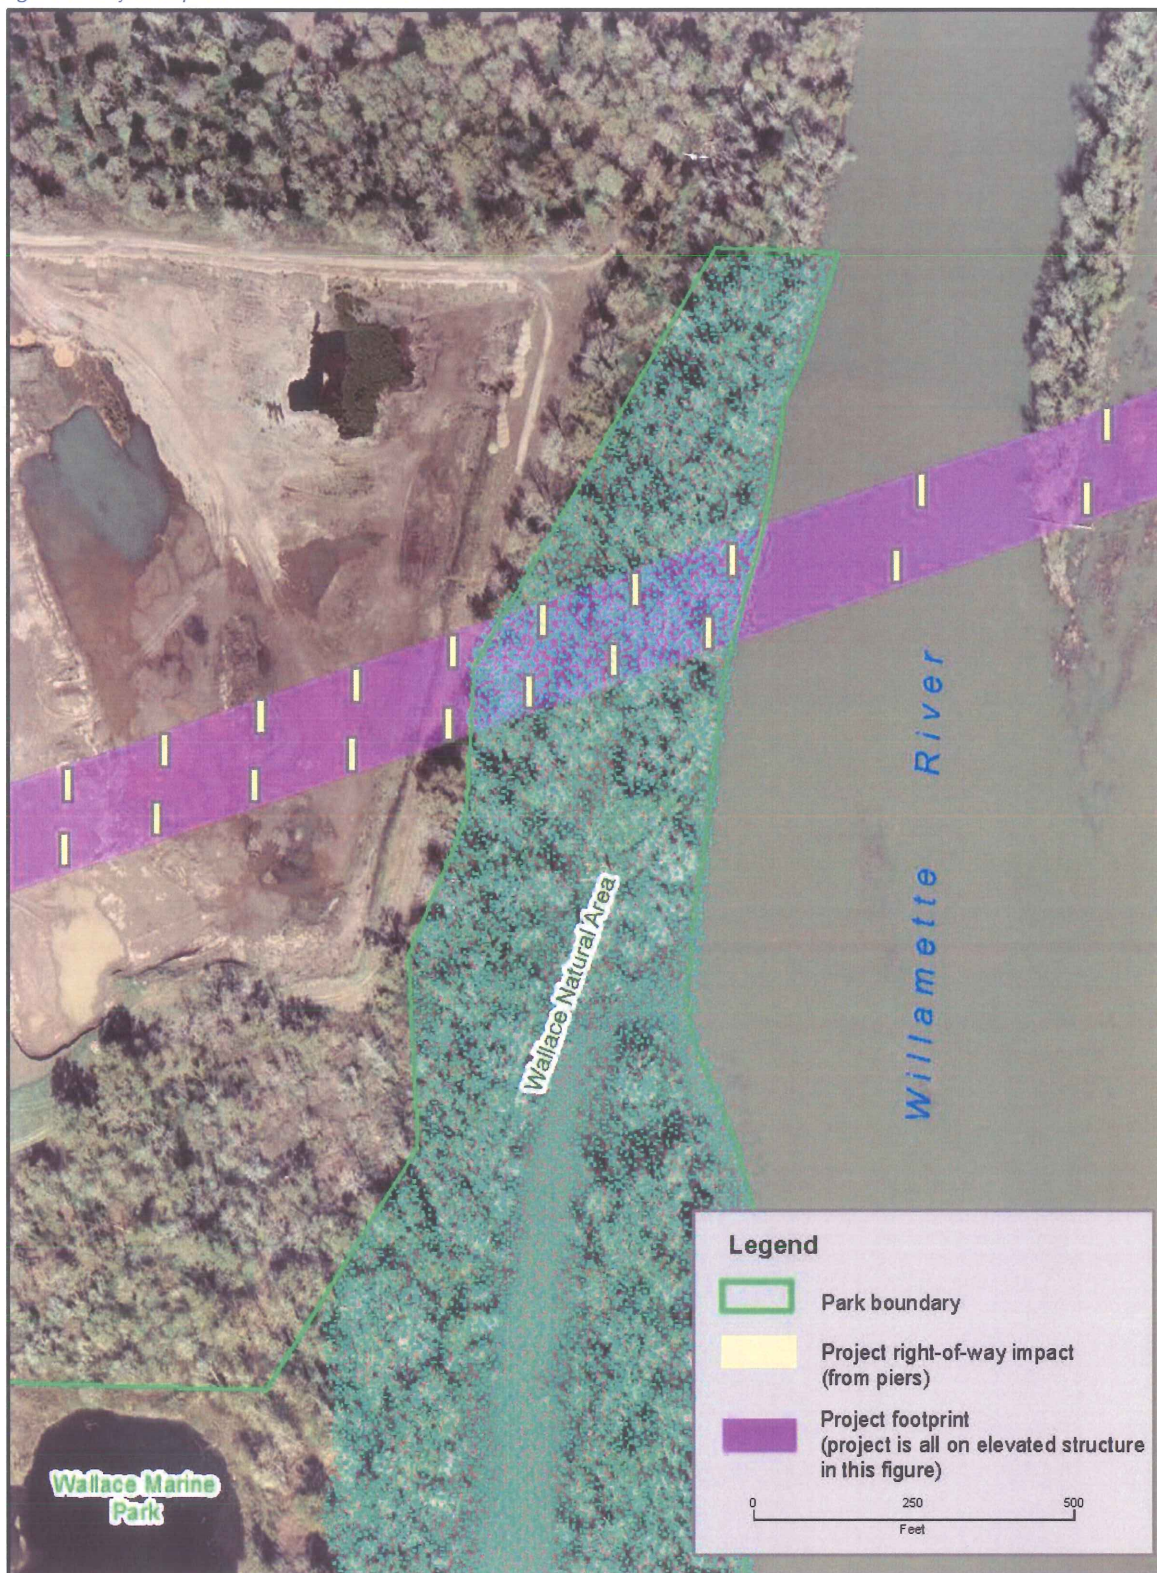 Wallace Natural Area
Willamette River
Wallace Marine
Park
Legend
Park boundary
Project right-of-way impact
(from piers)
Project footprint
(project is all on elevated structure
in this figure)
0 250 500
Feet